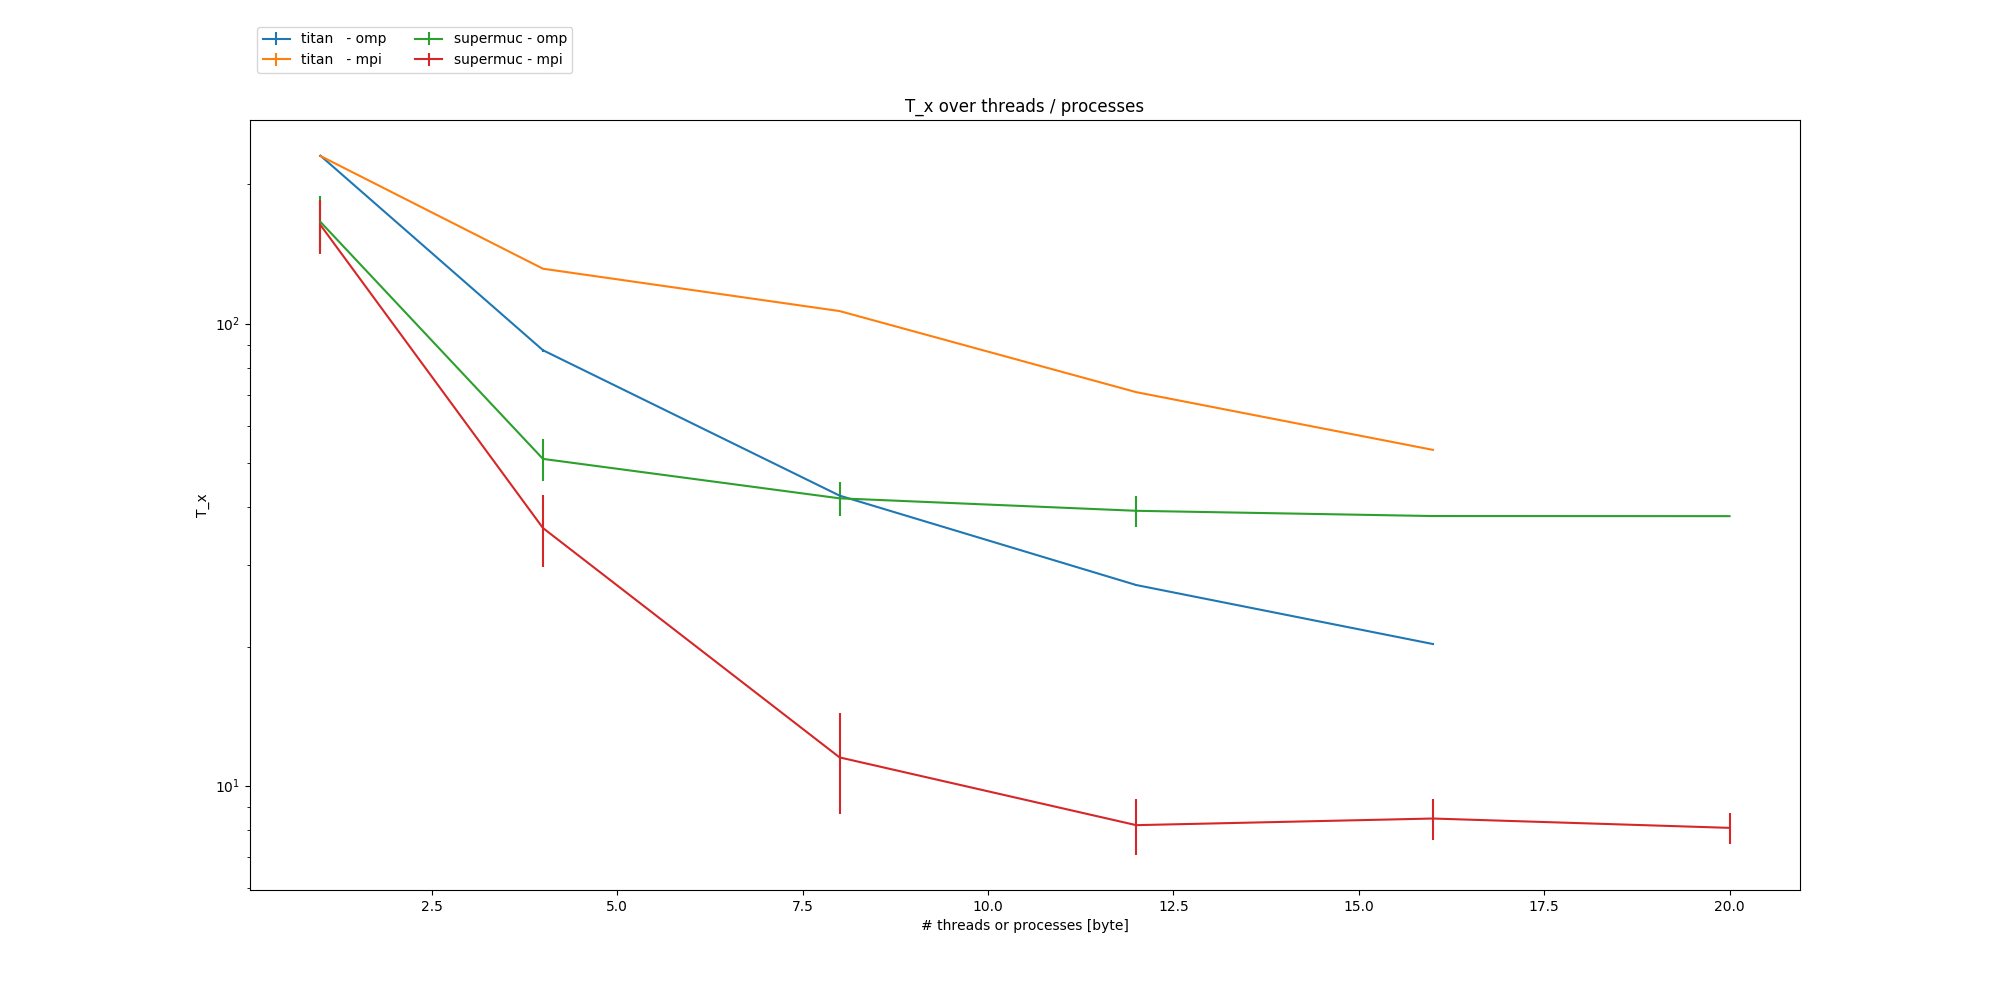 titan - omp supermuc - omp
titan - mpi supermuc - mpi
T_x over threads / processes
10²
10¹
T_x
2.5 5.0 7.5 10.0 12.5 15.0 17.5 20.0
# threads or processes [byte]